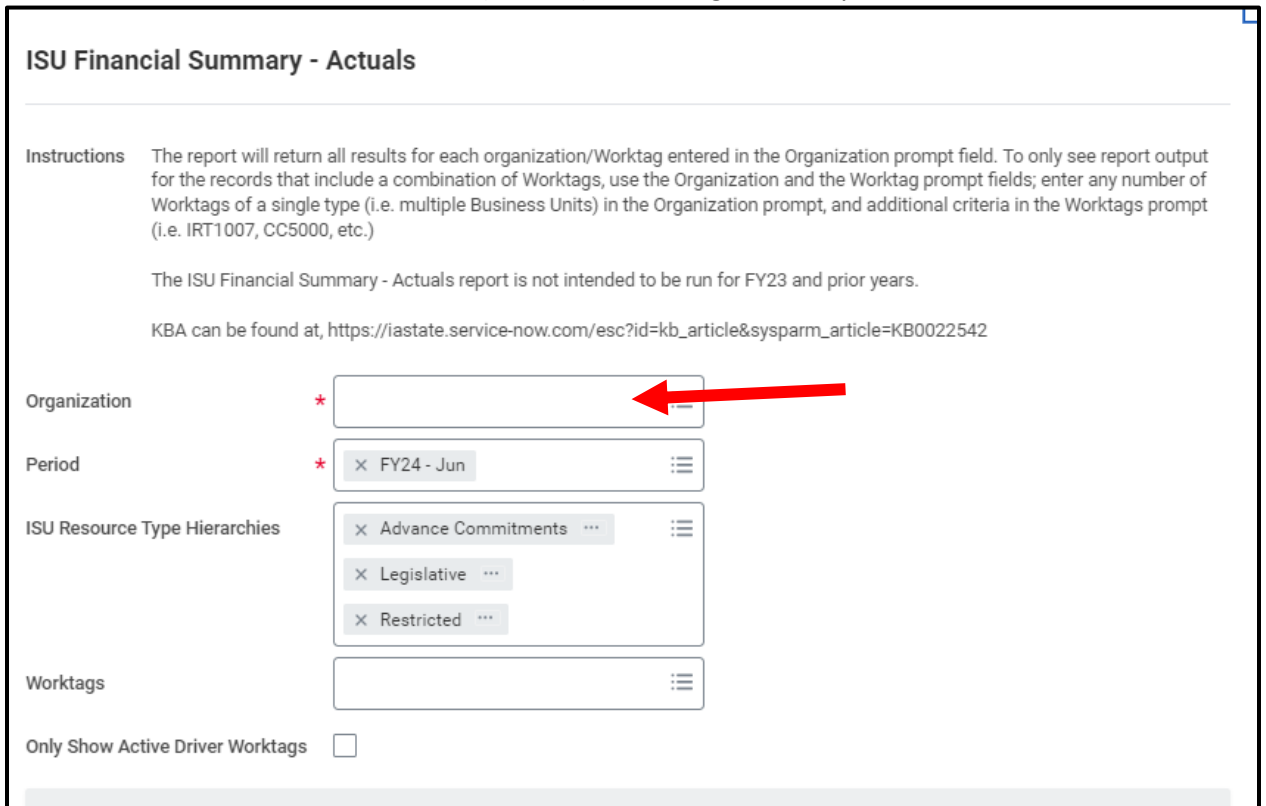 ISU Financial Summary - Actuals
Instructions The report will return all results for each organization/Worktag entered in the Organization prompt field. To only see report output
for the records that include a combination of Worktags, use the Organization and the Worktag prompt fields; enter any number of
Worktags of a single type (i.e. multiple Business Units) in the Organization prompt, and additional criteria in the Worktags prompt
(i.e. IRT1007, CC5000, etc.)
The ISU Financial Summary - Actuals report is not intended to be run for FY23 and prior years.
KBA can be found at, https://iastate.service-now.com/esc?id=kb_article&sysparm_article=KB0022542
Organization *
Period * × FY24 - Jun
ISU Resource Type Hierarchies × Advance Commitments ...
× Legislative ...
× Restricted ...
Worktags
Only Show Active Driver Worktags